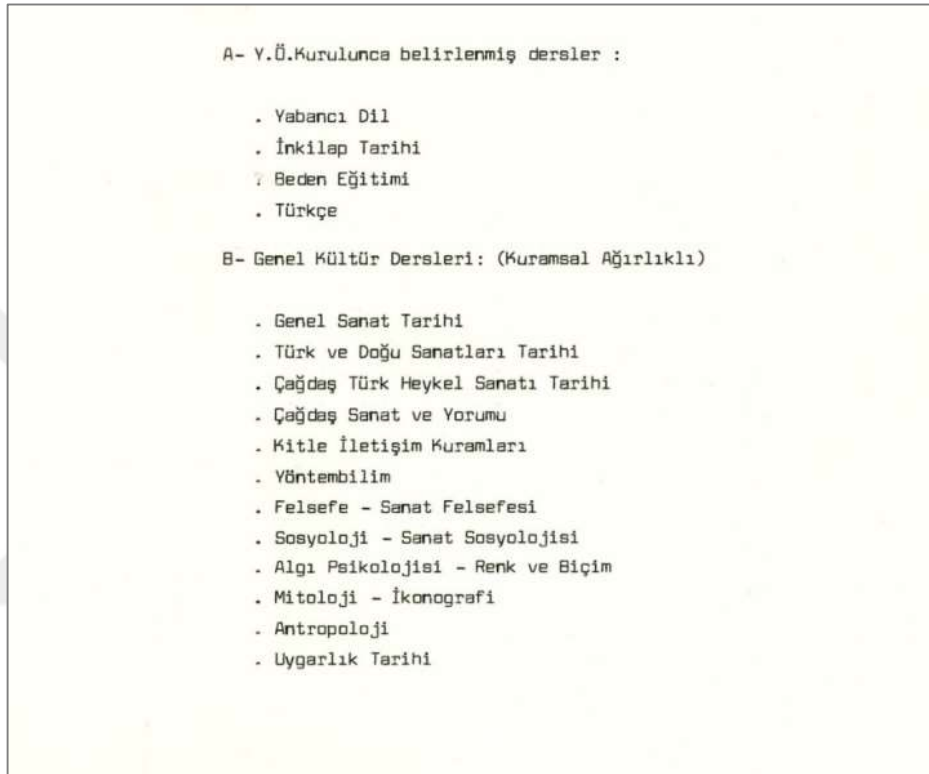 A- Y.Ö.Kurulunca belirlenmiş dersler :
. Yabancı Dil
. İnkilap Tarihi
. Beden Eğitimi
. Türkçe
B- Genel Kültür Dersleri: (Kuramsal Ağırlıklı)
. Genel Sanat Tarihi
. Türk ve Doğu Sanatları Tarihi
. Çağdaş Türk Heykel Sanatı Tarihi
. Çağdaş Sanat ve Yorumu
. Kitle İletişim Kuramları
. Yöntembilim
. Felsefe - Sanat Felsefesi
. Sosyoloji - Sanat Sosyolojisi
. Algı Psikolojisi - Renk ve Biçim
. Mitoloji - İkonografi
. Antropoloji
. Uygarlık Tarihi